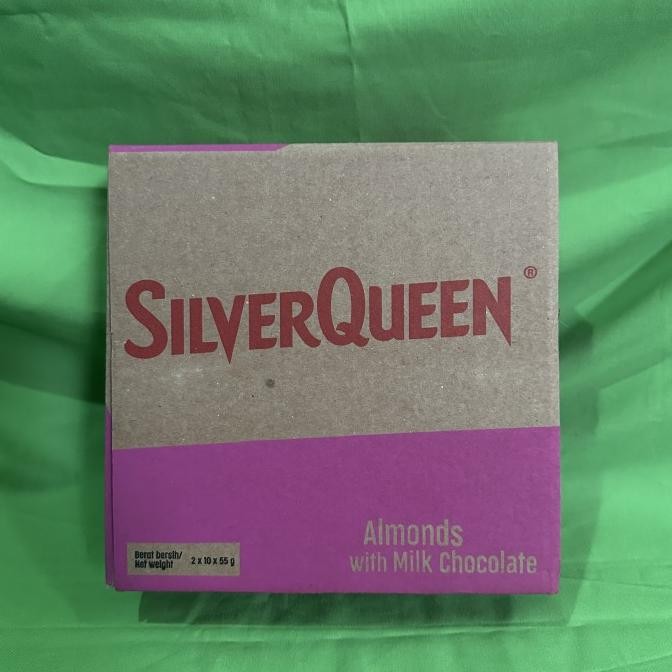 SILVERQUEEN®
Almonds
with Milk Chocolate
Berat bersih/
Net weight
2 x 10 x 55 g